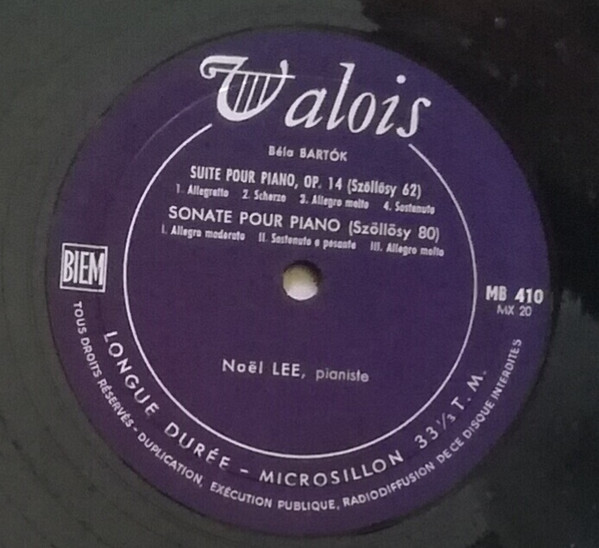 Valois
Béla BARTÓK
SUITE POUR PIANO, OP. 14 (Szöllösy 62)
1. Allegretto 2. Scherzo 3. Allegro molto 4. Sostenuto
SONATE POUR PIANO (Szöllösy 80)
I. Allegro moderato II. Sostenuto e pesante III. Allegro molto
BIEM
MB 410
MX 20
Noël LEE, pianiste
LONGUE DURÉE - MICROSILLON 33 1/3 T. M.
TOUS DROITS RÉSERVÉS - DUPLICATION, EXÉCUTION PUBLIQUE, RADIODIFFUSION DE CE DISQUE INTERDITES